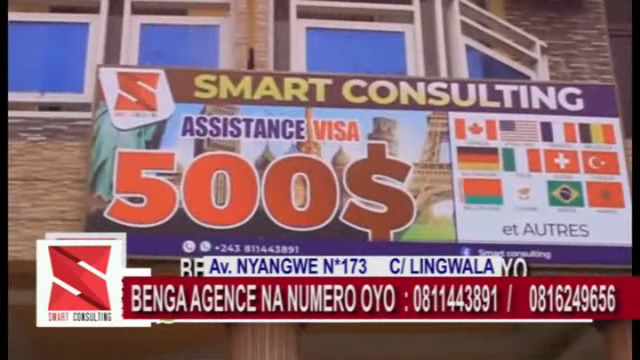 SMART CONSULTING
ASSISTANCE VISA
500$
et AUTRES
+243 811443891
Smart consulting
Av. NYANGWE N*173 C/ LINGWALA
BENGA AGENCE NA NUMERO OYO : 0811443891 / 0816249656
SMART CONSULTING